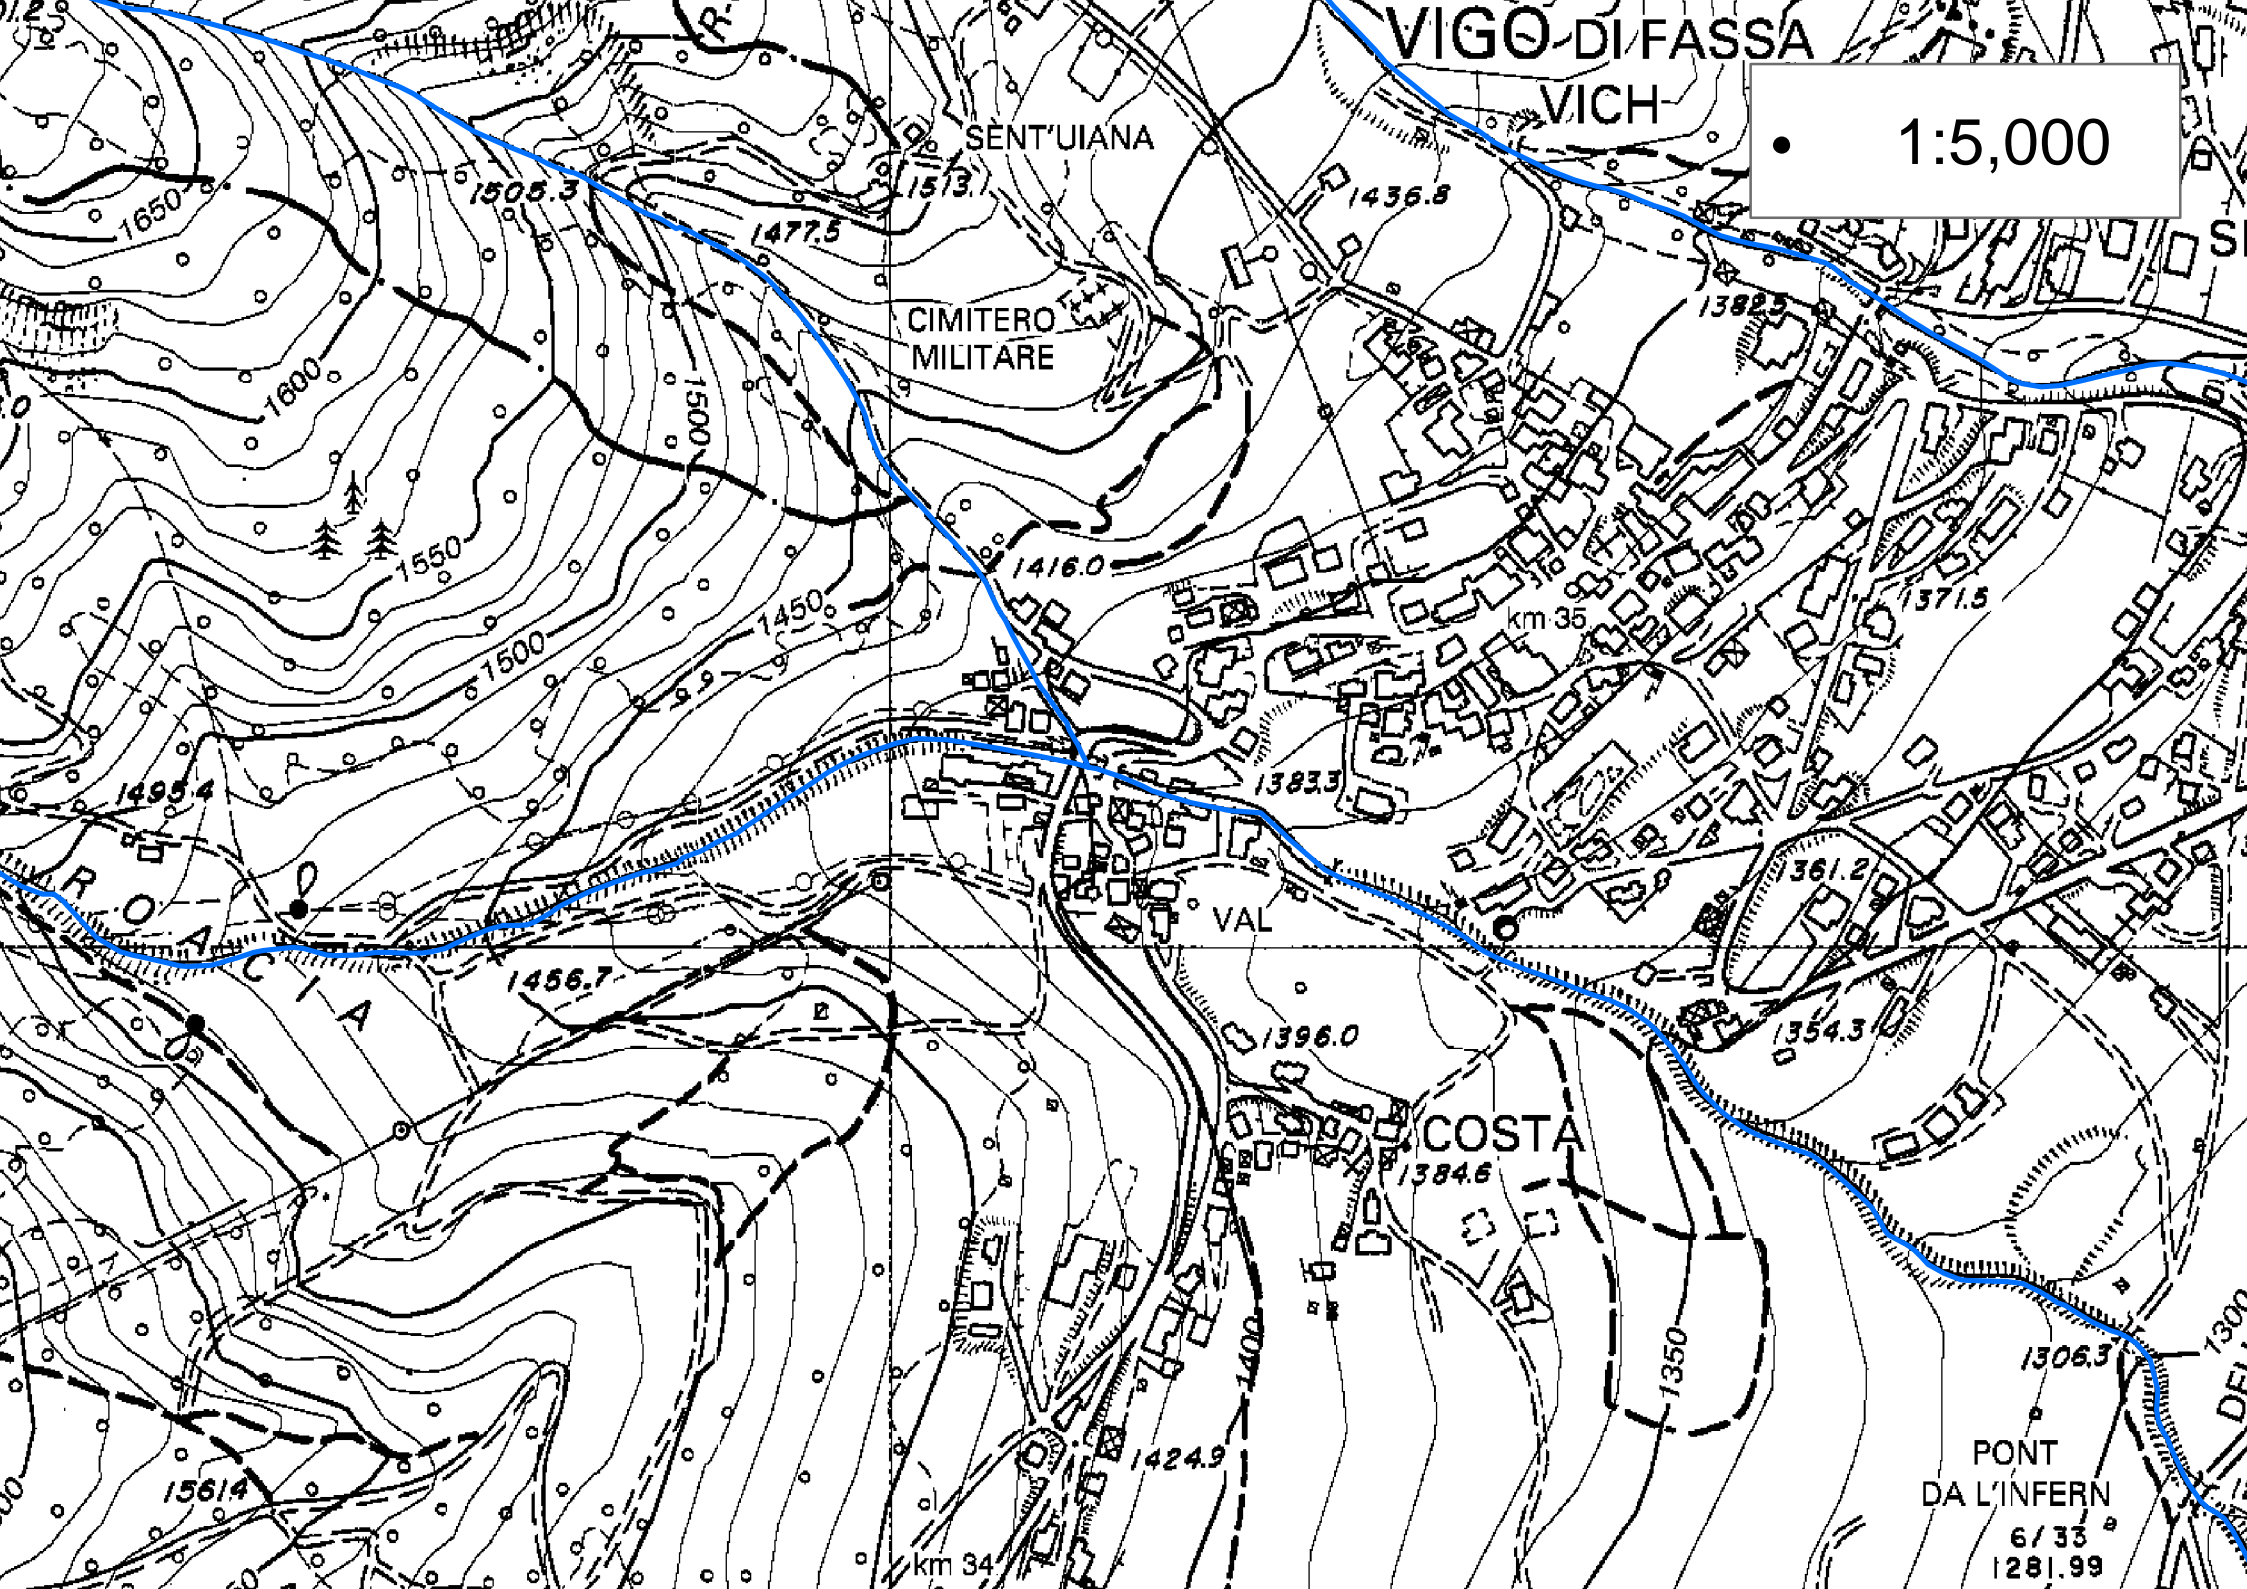 VIGO DI FASSA
VICH
• 1:5,000
SENT'UIANA
1436.8
1505.3
1513.1
1650
1477.5
CIMITERO
MILITARE
1382.5
1600
1500
1550
1416.0
1450
km 35
1371.5
1500
1495.4
1383.3
1361.2
ROACIA
VAL
1456.7
1396.0
1354.3
COSTA
1384.6
1400
1350
1300
1306.3
1424.9
1561.4
PONT
DA L'INFERN
6/33
1281.99
km 34